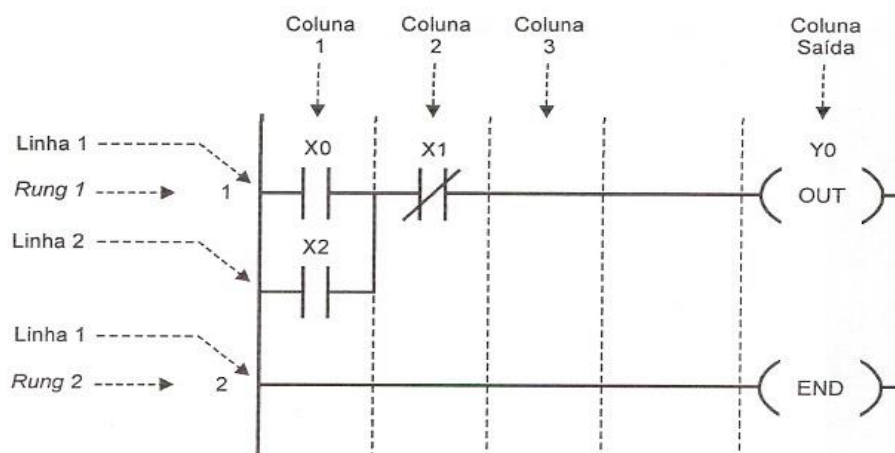 Coluna 1
Coluna 2
Coluna 3
Coluna Saída
Linha 1
X0
X1
Y0
Rung 1
1
OUT
Linha 2
X2
Linha 1
Rung 2
2
END